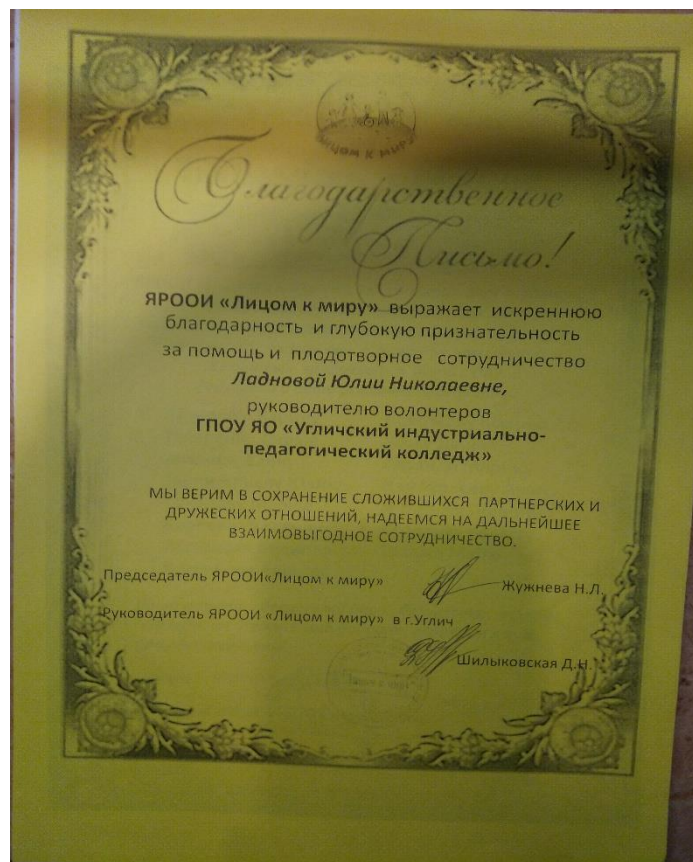 ЛИЦОМ К МИРУ
Благодарственное
Письмо!
ЯРООИ «Лицом к миру» выражает искреннюю
благодарность и глубокую признательность
за помощь и плодотворное сотрудничество
Ладновой Юлии Николаевне,
руководителю волонтеров
ГПОУ ЯО «Угличский индустриально-
педагогический колледж»
МЫ ВЕРИМ В СОХРАНЕНИЕ СЛОЖИВШИХСЯ ПАРТНЕРСКИХ И
ДРУЖЕСКИХ ОТНОШЕНИЙ, НАДЕЕМСЯ НА ДАЛЬНЕЙШЕЕ
ВЗАИМОВЫГОДНОЕ СОТРУДНИЧЕСТВО.
Председатель ЯРООИ«Лицом к миру» Жужнева Н.Л.
Руководитель ЯРООИ «Лицом к миру» в г.Углич
Шилыковская Д.Н.